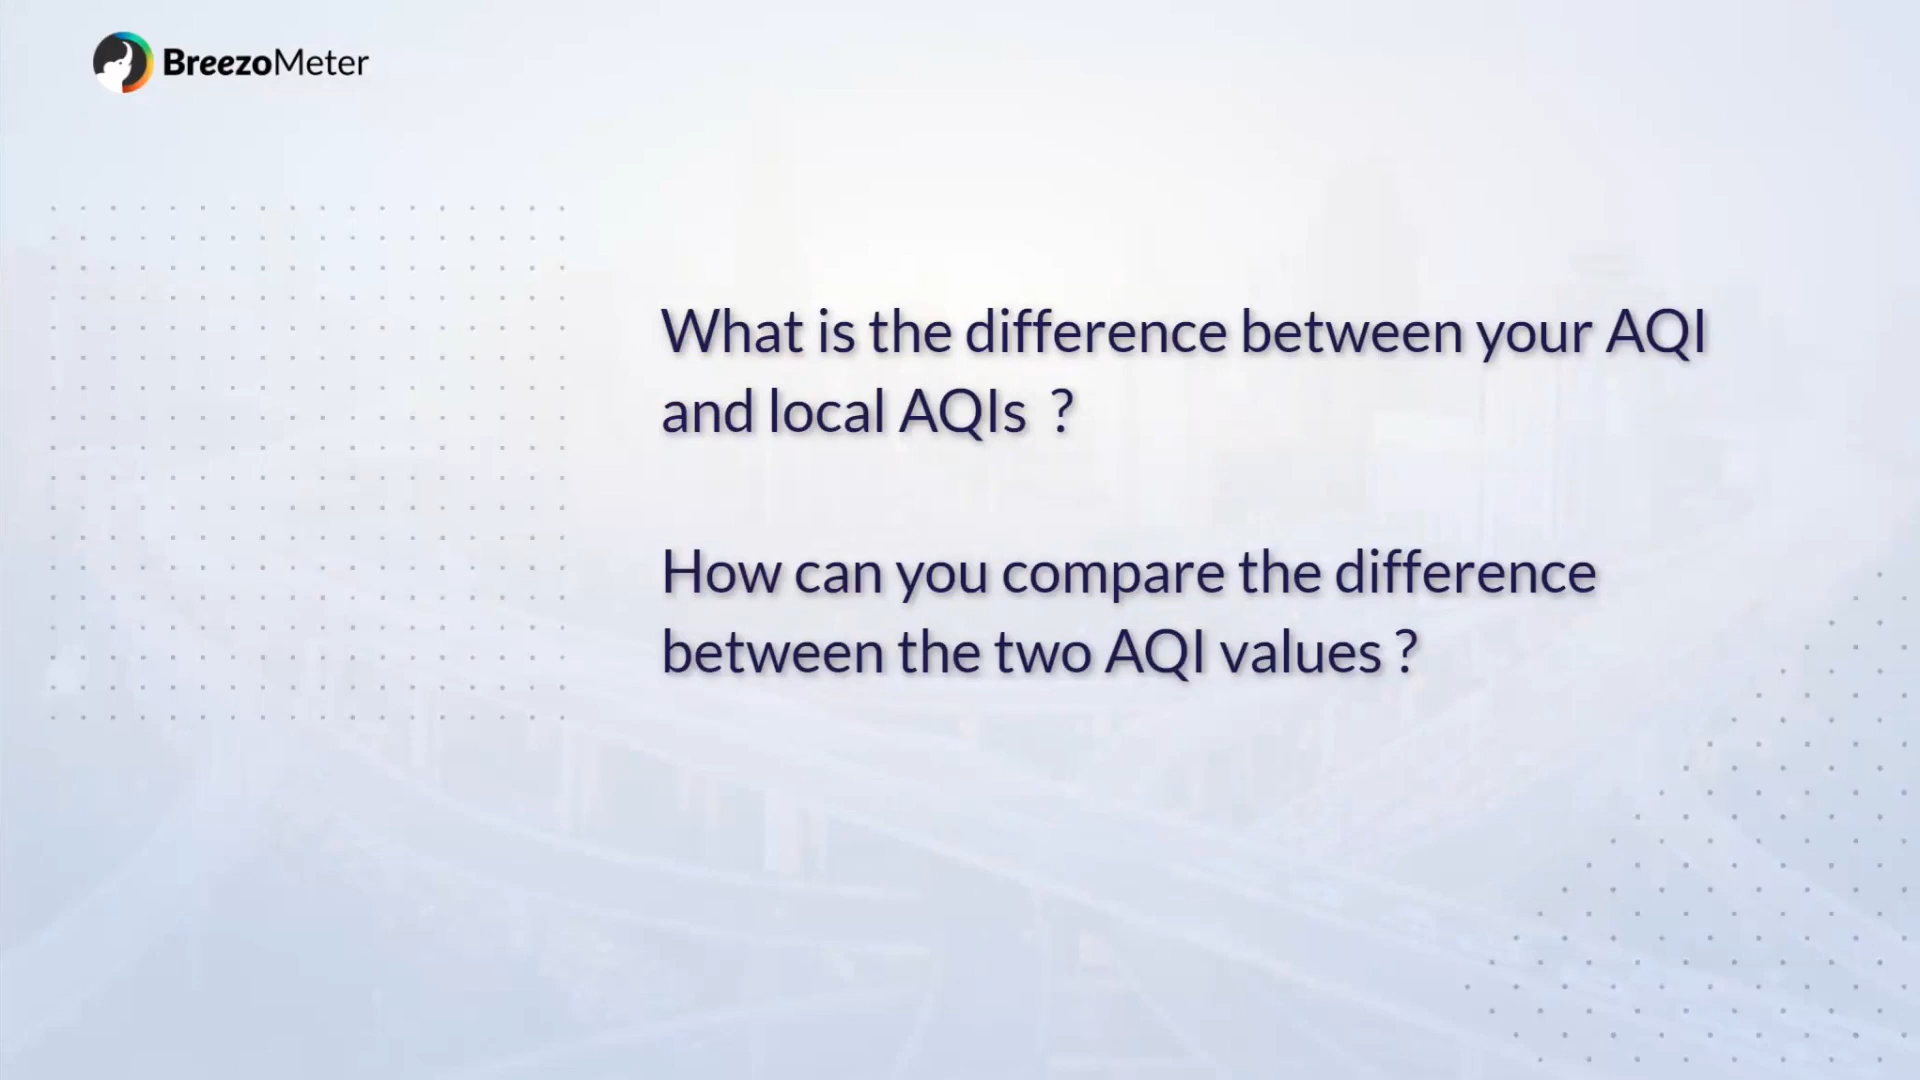 BreezoMeter
What is the difference between your AQI
and local AQIs ?
How can you compare the difference
between the two AQI values ?